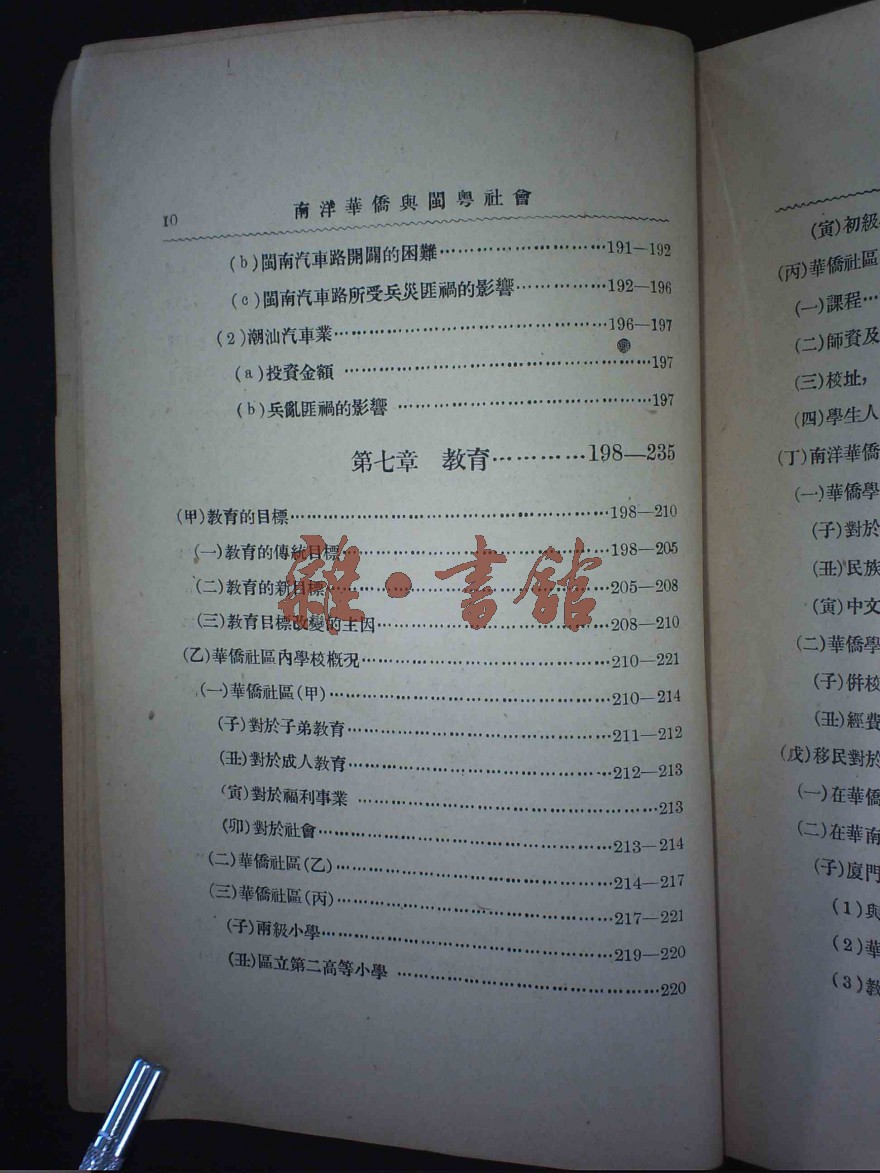 10 南洋華僑與閩粵社會
(b)閩南汽車路開闢的困難…………………………191—192
(c)閩南汽車路所受兵災匪禍的影響……………192—196
(2)潮汕汽車業……………………………………196—197
(a)投資金額 ……………………………………197
(b)兵亂匪禍的影響 ………………………………197
第七章 教育…………198—235
(甲)教育的目標……………………………………198—210
(一)教育的傳統目標………………………………198—205
(二)教育的新目標…………………………………205—208
(三)教育目標改變的主因…………………………208—210
(乙)華僑社區內學校概況…………………………210—221
(一)華僑社區(甲)…………………………………210—214
(子)對於子弟教育………………………………211—212
(丑)對於成人教育………………………………212—213
(寅)對於福利事業 ………………………………213
(卯)對於社會……………………………………213—214
(二)華僑社區(乙)…………………………………214—217
(三)華僑社區(丙)…………………………………217—221
(子)兩級小學……………………………………219—220
(丑)區立第二高等小學 …………………………220
雜·書館
(寅)初級
(丙)華僑社區
(一)課程…
(二)師資及
(三)校址，
(四)學生人
(丁)南洋華僑
(一)華僑學
(子)對於
(丑)民族
(寅)中文
(二)華僑學
(子)併校
(丑)經費
(戊)移民對於
(一)在華僑
(二)在華南
(子)廈門
(1)與
(2)華
(3)教